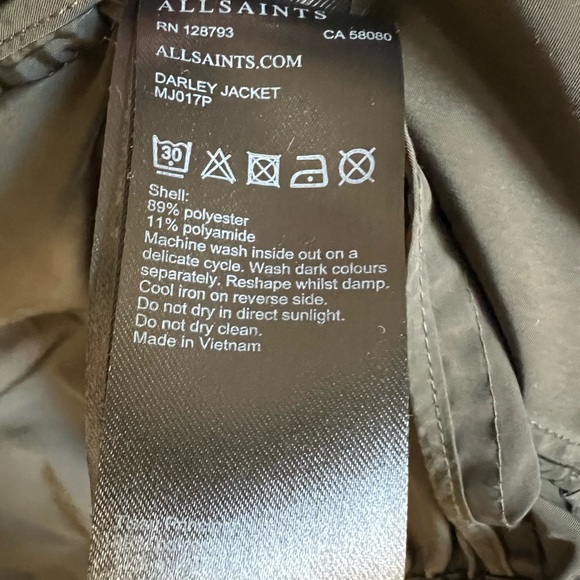 ALLSAINTS
RN 128793 CA 58080
ALLSAINTS.COM
DARLEY JACKET
MJ017P
30
Shell:
89% polyester
11% polyamide
Machine wash inside out on a
delicate cycle. Wash dark colours
separately. Reshape whilst damp.
Cool iron on reverse side.
Do not dry in direct sunlight.
Do not dry clean.
Made in Vietnam